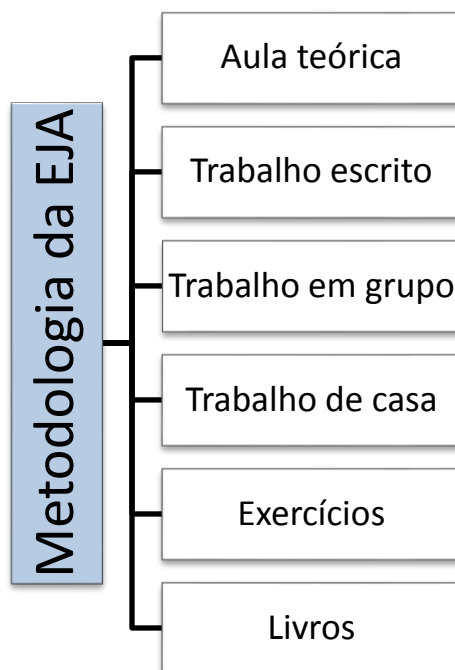 Metodologia da EJA
Aula teórica
Trabalho escrito
Trabalho em grupo
Trabalho de casa
Exercícios
Livros